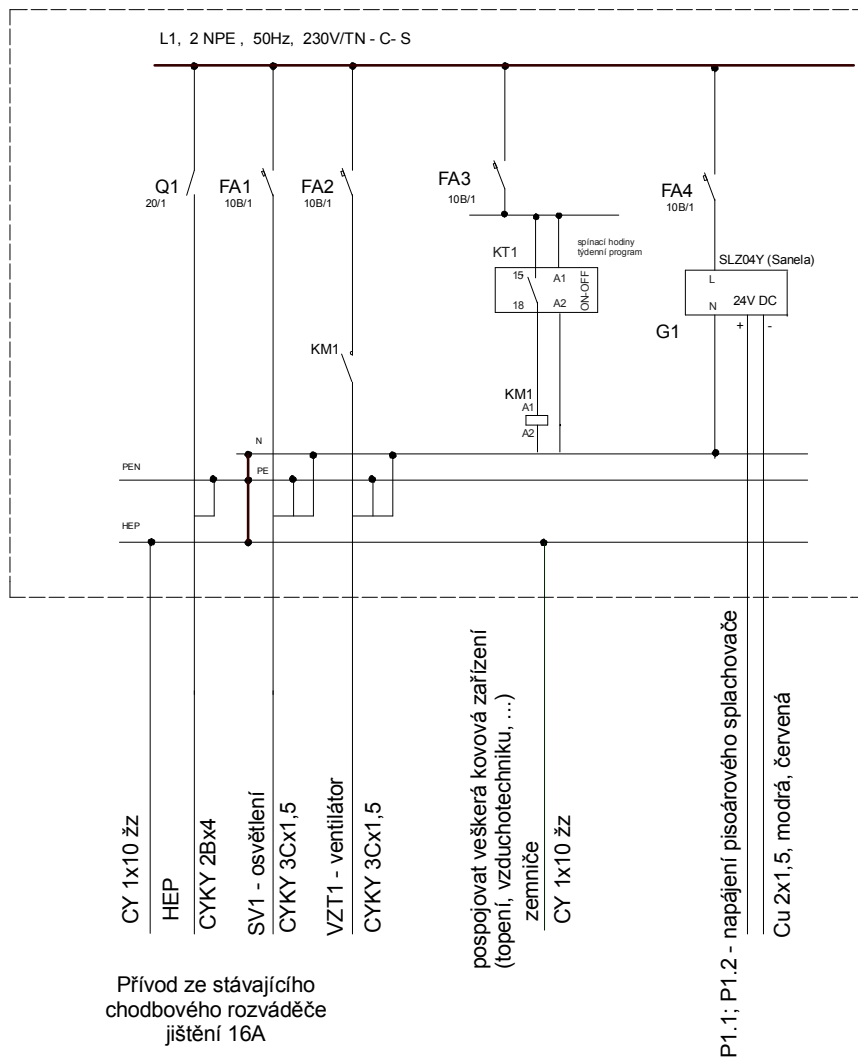 L1, 2 NPE , 50Hz, 230V/TN - C- S
Q1
20/1
FA1
10B/1
FA2
10B/1
FA3
10B/1
FA4
10B/1
KT1
spínací hodiny
týdenní program
15
A1
18
A2
ON-OFF
SLZ04Y (Sanela)
L
N
24V DC
G1
+
-
KM1
KM1
A1
A2
N
PEN
PE
HEP
CY 1x10 žz
HEP
CYKY 2Bx4
SV1 - osvětlení
CYKY 3Cx1,5
VZT1 - ventilátor
CYKY 3Cx1,5
pospojovat veškerá kovová zařízení
(topení, vzduchotechniku, ...)
zemniče
CY 1x10 žz
P1.1; P1.2 - napájení pisoárového splachovače
Cu 2x1,5, modrá, červená
Přívod ze stávajícího
chodbového rozváděče
jištění 16A